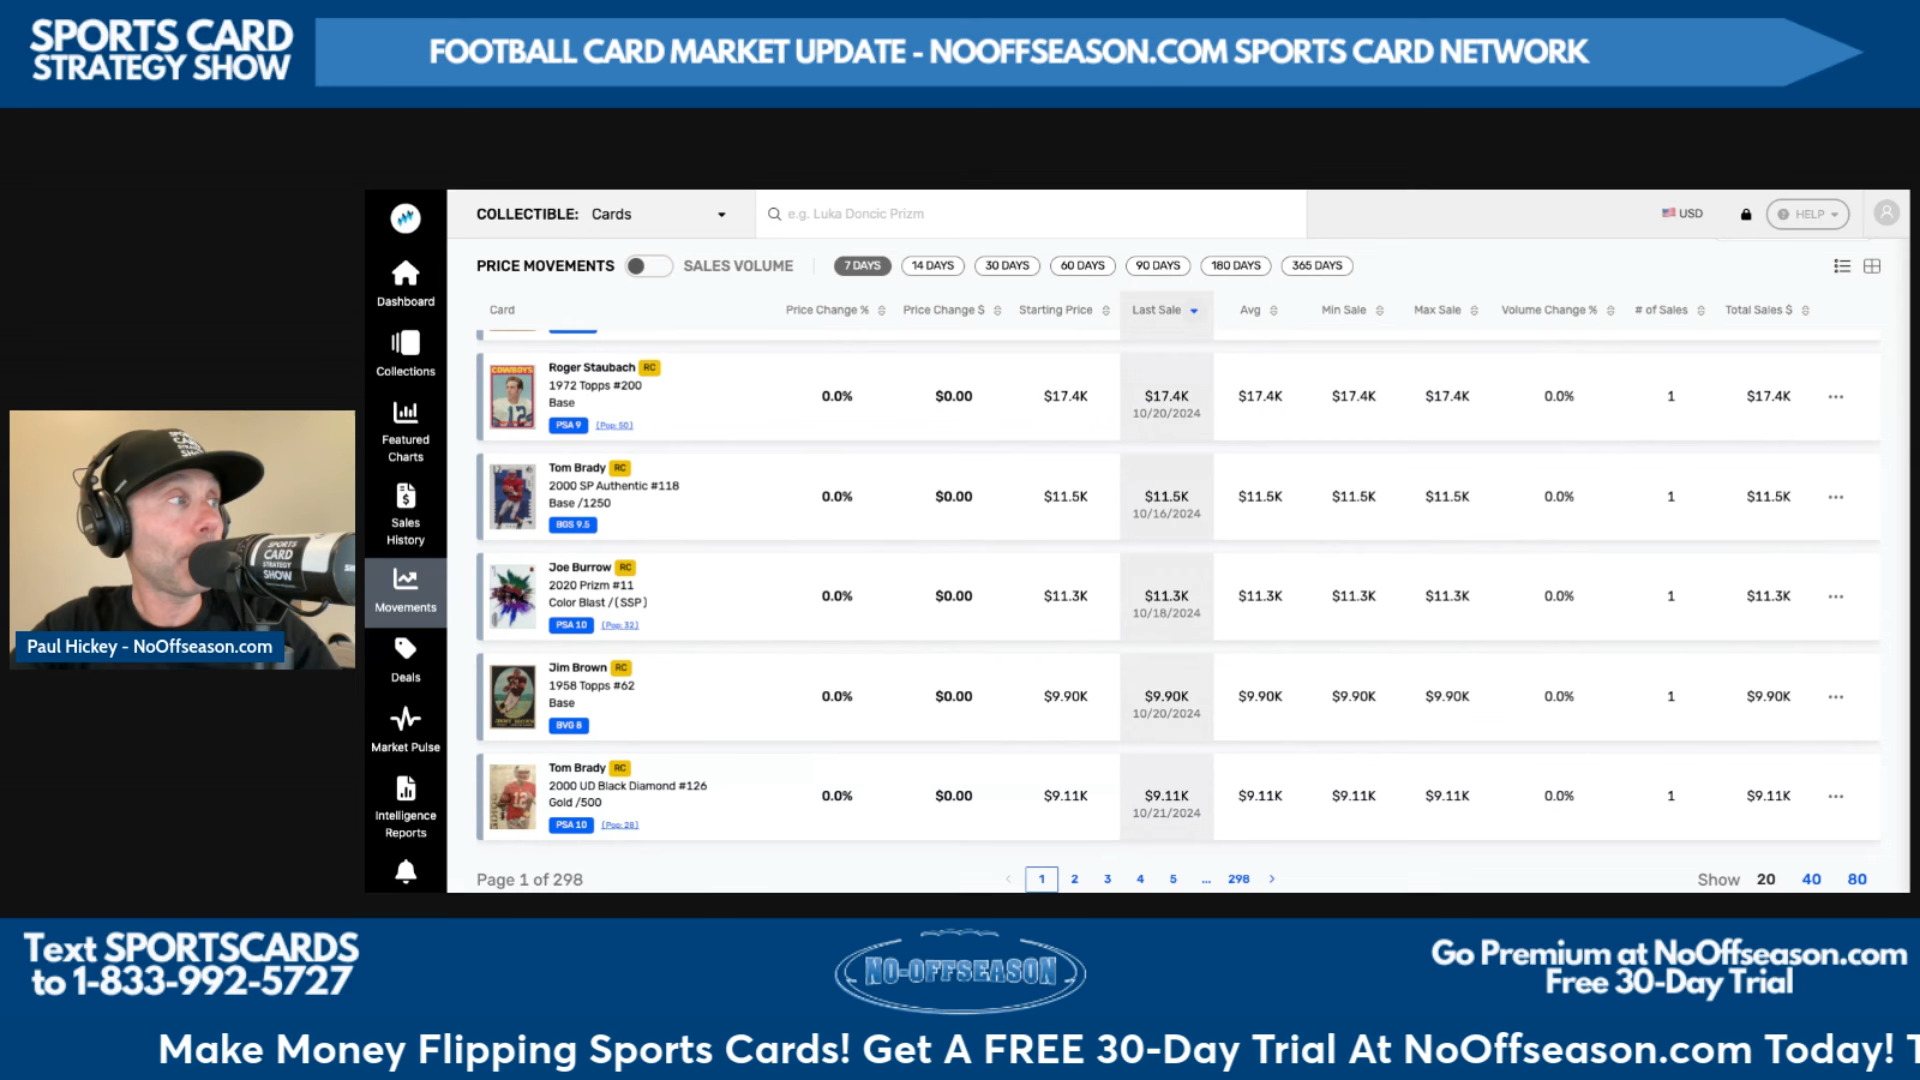 SPORTS CARD
STRATEGY SHOW
FOOTBALL CARD MARKET UPDATE - NOOFFSEASON.COM SPORTS CARD NETWORK
COLLECTIBLE: Cards
e.g. Luka Doncic Prizm
USD
HELP
PRICE MOVEMENTS SALES VOLUME 7 DAYS 14 DAYS 30 DAYS 60 DAYS 90 DAYS 180 DAYS 365 DAYS
Card Price Change % Price Change $ Starting Price Last Sale Avg Min Sale Max Sale Volume Change % # of Sales Total Sales $
Dashboard
Collections
Featured
Charts
Sales
History
Movements
Deals
Market Pulse
Intelligence
Reports
COWBOYS
Roger Staubach RC
1972 Topps #200
Base
PSA 9 (Pop: 50)
0.0% $0.00 $17.4K $17.4K $17.4K $17.4K $17.4K 0.0% 1 $17.4K
10/20/2024
Tom Brady RC
2000 SP Authentic #118
Base /1250
BGS 9.5
0.0% $0.00 $11.5K $11.5K $11.5K $11.5K $11.5K 0.0% 1 $11.5K
10/16/2024
Joe Burrow RC
2020 Prizm #11
Color Blast /(SSP)
PSA 10 (Pop: 32)
0.0% $0.00 $11.3K $11.3K $11.3K $11.3K $11.3K 0.0% 1 $11.3K
10/18/2024
Jim Brown RC
1958 Topps #62
Base
BVG 8
0.0% $0.00 $9.90K $9.90K $9.90K $9.90K $9.90K 0.0% 1 $9.90K
10/20/2024
Tom Brady RC
2000 UD Black Diamond #126
Gold /500
PSA 10 (Pop: 28)
0.0% $0.00 $9.11K $9.11K $9.11K $9.11K $9.11K 0.0% 1 $9.11K
10/21/2024
Page 1 of 298
1 2 3 4 5 ... 298
Show 20 40 80
SPORTS
CARD
STRATEGY
SHOW
Paul Hickey - NoOffseason.com
Text SPORTSCARDS
to 1-833-992-5727
NO-OFFSEASON
Go Premium at NoOffseason.com
Free 30-Day Trial
Make Money Flipping Sports Cards! Get A FREE 30-Day Trial At NoOffseason.com Today! T